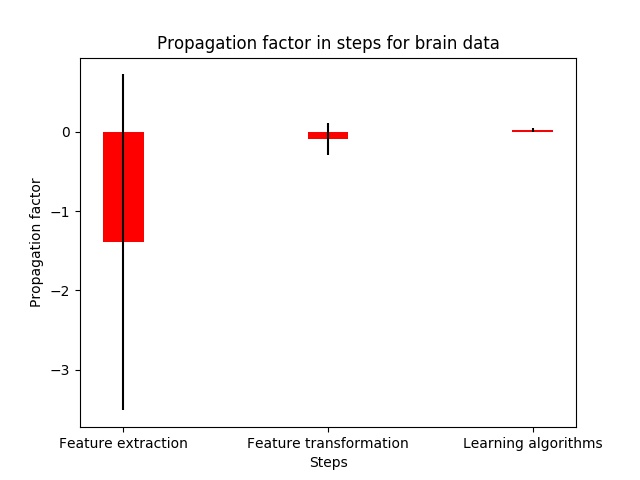 Propagation factor in steps for brain data
Propagation factor
0
−1
−2
−3
Feature extraction
Feature transformation
Learning algorithms
Steps